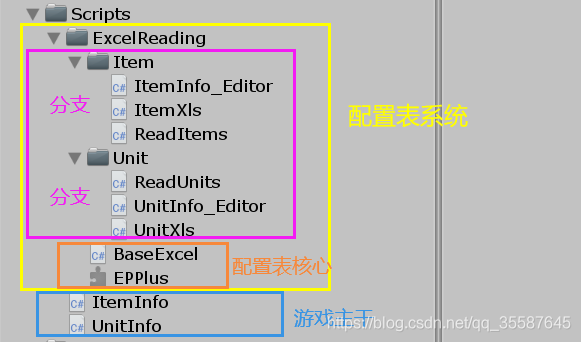 Scripts
ExcelReading
Item
分支
ItemInfo_Editor
ItemXls
ReadItems
配置表系统
Unit
分支
ReadUnits
UnitInfo_Editor
UnitXls
BaseExcel
EPPlus
配置表核心
ItemInfo
UnitInfo
游戏主干
https://blog.csdn.net/qq_35587645